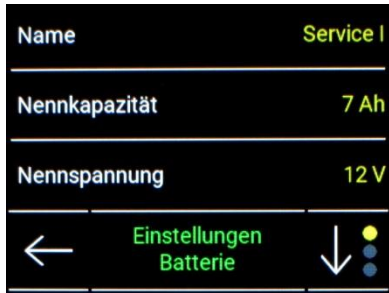 Name Service I
Nennkapazität 7 Ah
Nennspannung 12 V
Einstellungen
Batterie